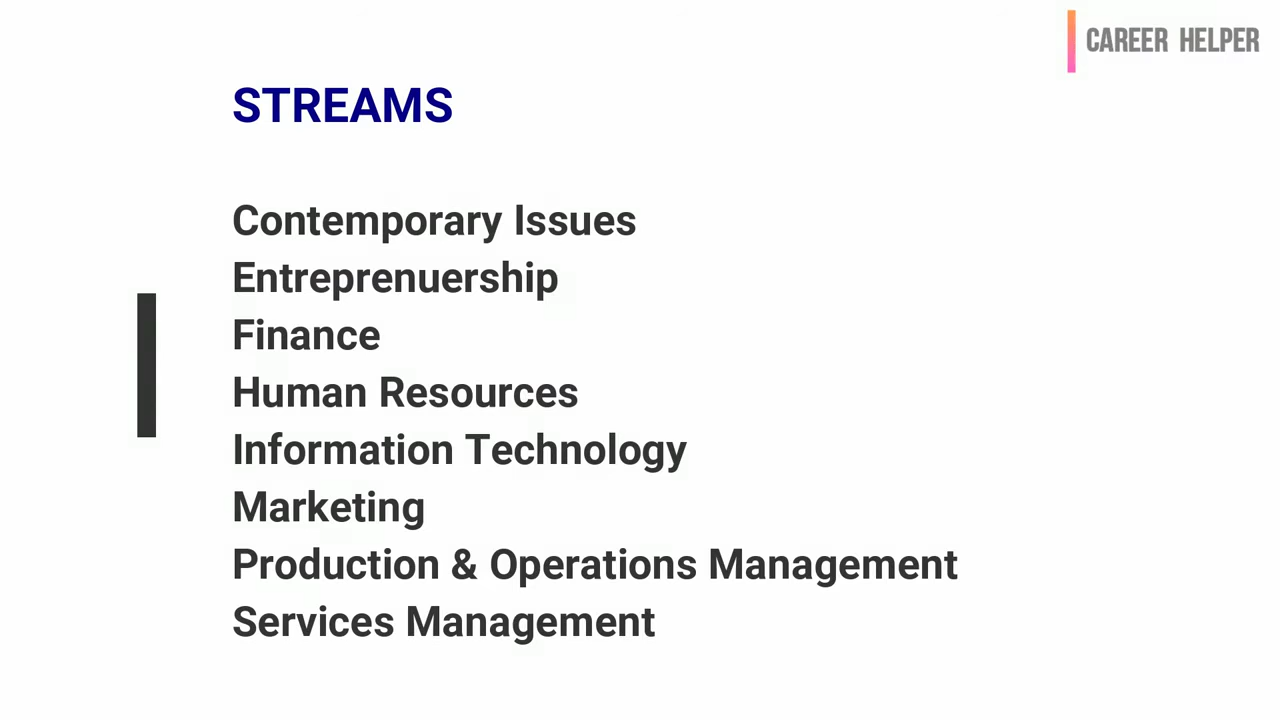 CAREER HELPER
STREAMS
Contemporary Issues
Entreprenuership
Finance
Human Resources
Information Technology
Marketing
Production & Operations Management
Services Management